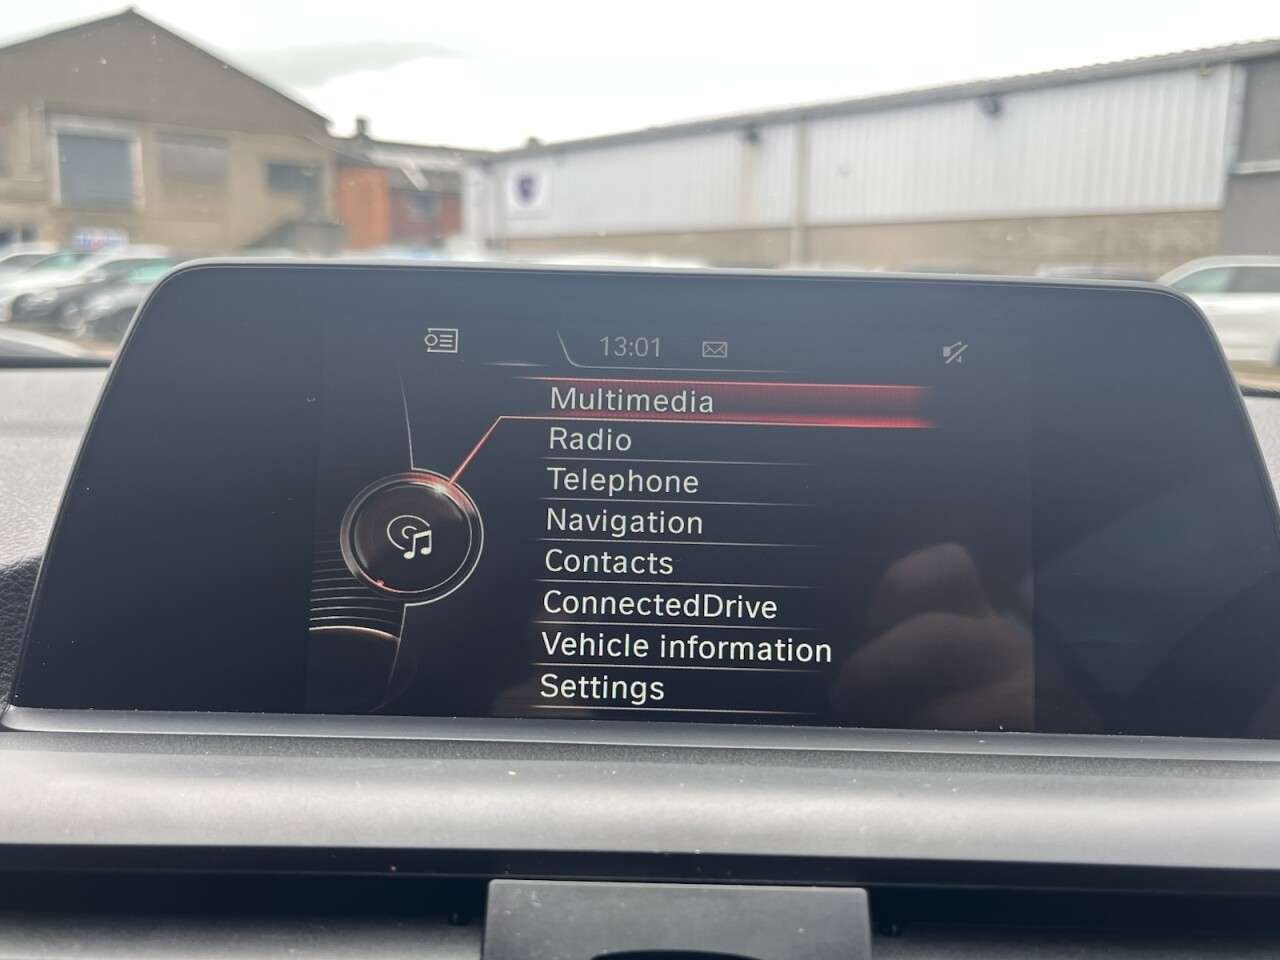 13:01
Multimedia
Radio
Telephone
Navigation
Contacts
ConnectedDrive
Vehicle information
Settings